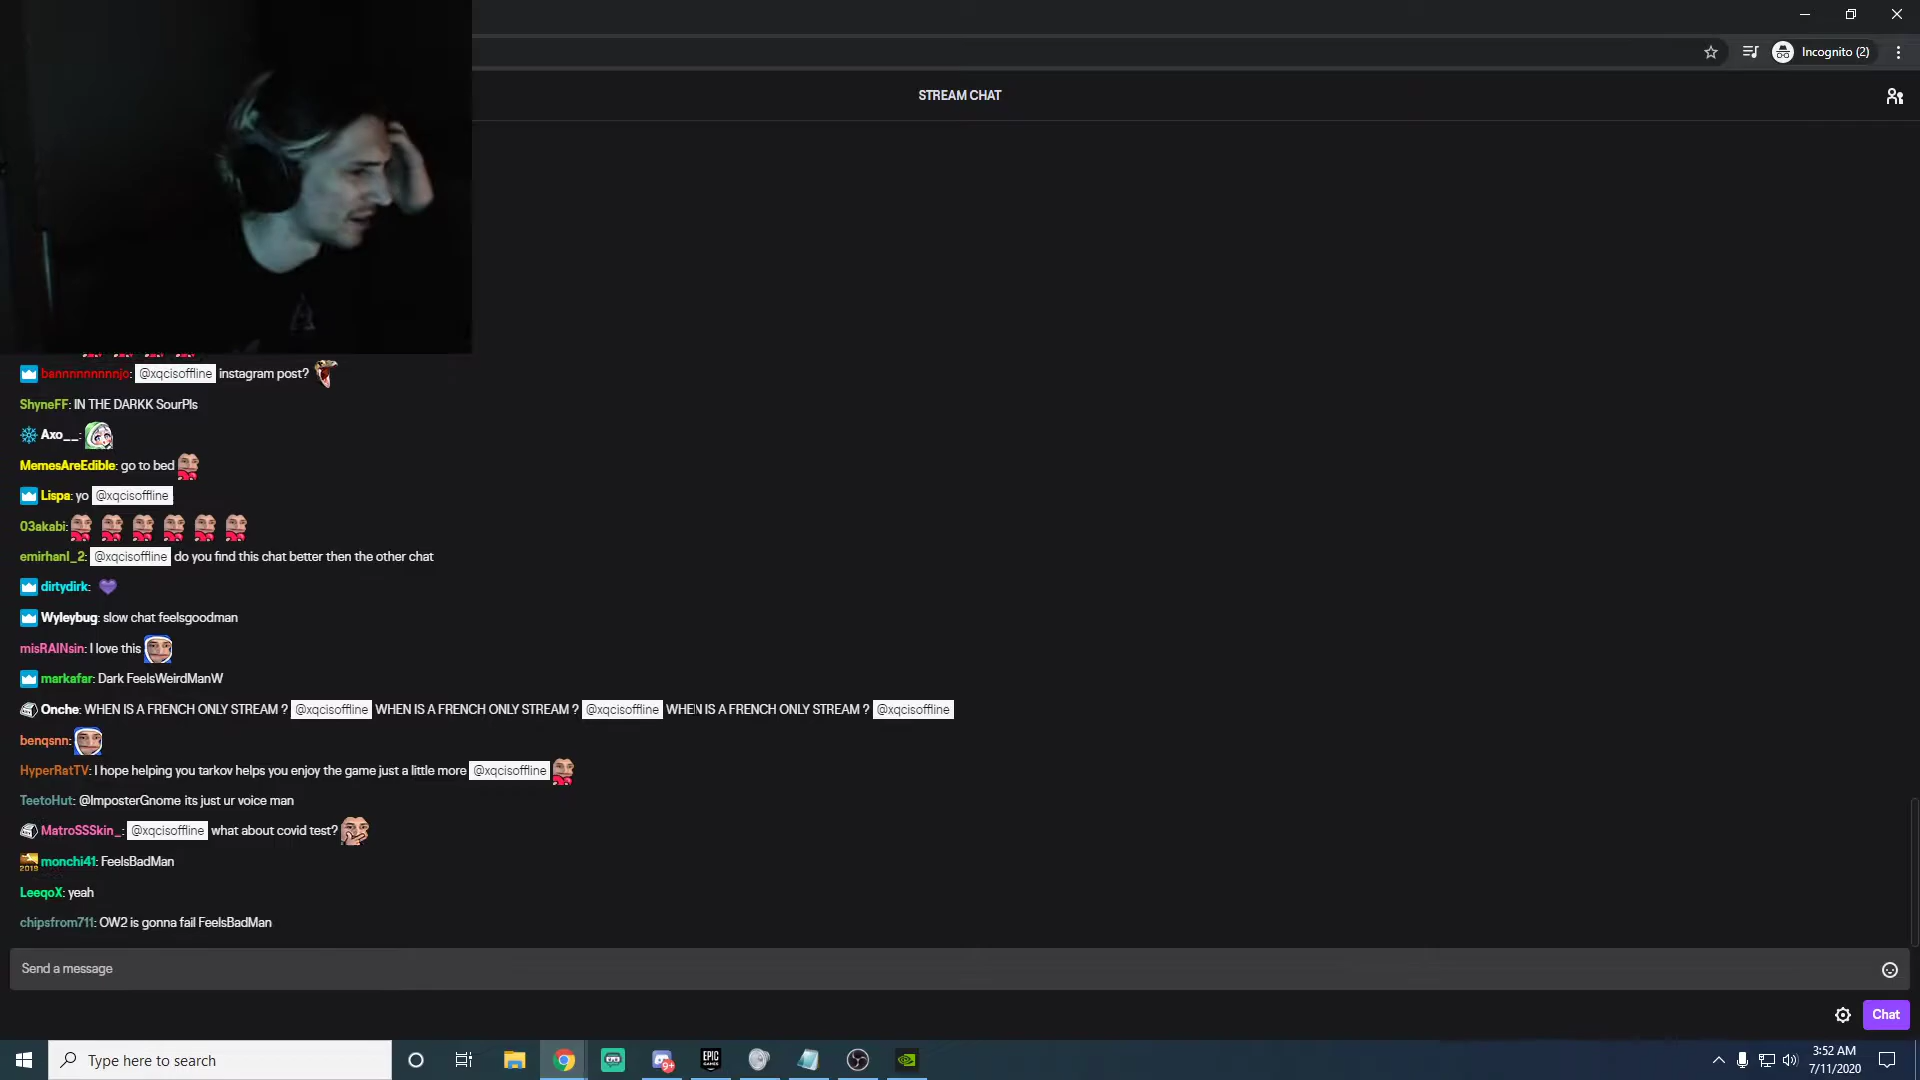 Incognito (2)
STREAM CHAT
bannnnnnnnnjo: @xqcisoffline instagram post?
ShyneFF: IN THE DARKK SourPls
Axo__:
MemesAreEdible: go to bed
Lispa: yo @xqcisoffline
03akabi:
emirhanl_2: @xqcisoffline do you find this chat better then the other chat
dirtydirk:
Wyleybug: slow chat feelsgoodman
misRAINsin: I love this
markafar: Dark FeelsWeirdManW
Onche: WHEN IS A FRENCH ONLY STREAM ? @xqcisoffline WHEN IS A FRENCH ONLY STREAM ? @xqcisoffline WHEN IS A FRENCH ONLY STREAM ? @xqcisoffline
benqsnn:
HyperRatTV: I hope helping you tarkov helps you enjoy the game just a little more @xqcisoffline
TeetoHut: @ImposterGnome its just ur voice man
MatroSSSkin_: @xqcisoffline what about covid test?
2019 monchi41: FeelsBadMan
LeeqoX: yeah
chipsfrom711: OW2 is gonna fail FeelsBadMan
Send a message
Chat
Type here to search
9+
EPIC
GAMES
3:52 AM
7/11/2020